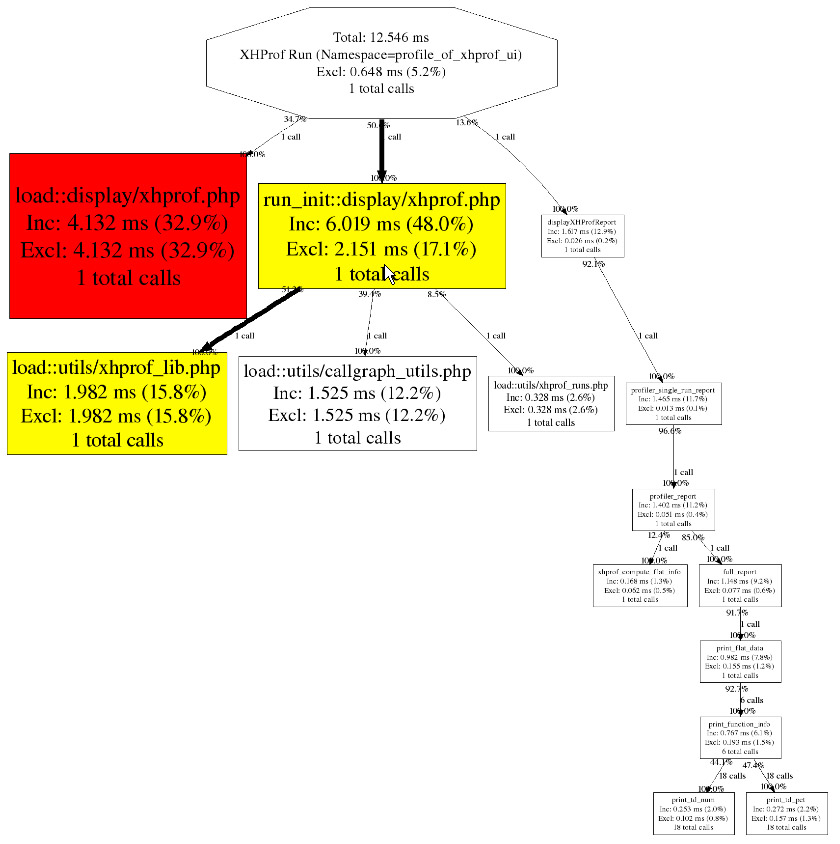 Total: 12.546 ms
XHProf Run (Namespace=profile_of_xhprof_ui)
Excl: 0.648 ms (5.2%)
1 total calls
34.7%
13.6%
1 call
call
1 call
100.0%
100.0%
100.0%
load::display/xhprof.php
Inc: 4.132 ms (32.9%)
Excl: 4.132 ms (32.9%)
1 total calls
run_init::display/xhprof.php
Inc: 6.019 ms (48.0%)
Excl: 2.151 ms (17.1%)
1 total calls
displayXHProfReport
Inc: 1.617 ms (12.9%)
Excl: 0.026 ms (0.2%)
1 total calls
92.1%
39.4%
8.5%
1 call
1 call
1 call
1 call
100.0%
100.0%
100.0%
100.0%
load::utils/xhprof_lib.php
Inc: 1.982 ms (15.8%)
Excl: 1.982 ms (15.8%)
1 total calls
load::utils/callgraph_utils.php
Inc: 1.525 ms (12.2%)
Excl: 1.525 ms (12.2%)
1 total calls
load::utils/xhprof_runs.php
Inc: 0.328 ms (2.6%)
Excl: 0.328 ms (2.6%)
1 total calls
profiler_single_run_report
Inc: 1.465 ms (11.7%)
Excl: 0.013 ms (0.1%)
1 total calls
96.6%
1 call
100.0%
profiler_report
Inc: 1.402 ms (11.2%)
Excl: 0.051 ms (0.4%)
1 total calls
12.4%
85.0%
1 call
1 call
100.0%
100.0%
xhprof_compute_flat_info
Inc: 0.168 ms (1.3%)
Excl: 0.062 ms (0.5%)
1 total calls
full_report
Inc: 1.148 ms (9.2%)
Excl: 0.077 ms (0.6%)
1 total calls
91.7%
1 call
100.0%
print_flat_data
Inc: 0.982 ms (7.8%)
Excl: 0.155 ms (1.2%)
1 total calls
92.7%
6 calls
100.0%
print_function_info
Inc: 0.767 ms (6.1%)
Excl: 0.193 ms (1.5%)
6 total calls
44.1%
47.4%
18 calls
18 calls
100.0%
100.0%
print_td_num
Inc: 0.253 ms (2.0%)
Excl: 0.102 ms (0.8%)
18 total calls
print_td_pct
Inc: 0.272 ms (2.2%)
Excl: 0.157 ms (1.3%)
18 total calls